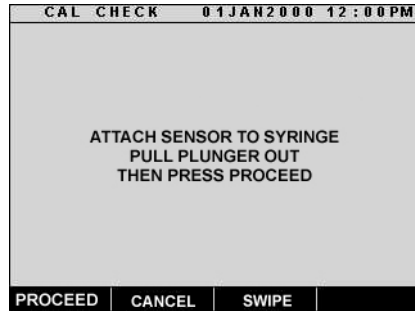 CAL CHECK 01JAN2000 12:00PM
ATTACH SENSOR TO SYRINGE
PULL PLUNGER OUT
THEN PRESS PROCEED
PROCEED CANCEL SWIPE